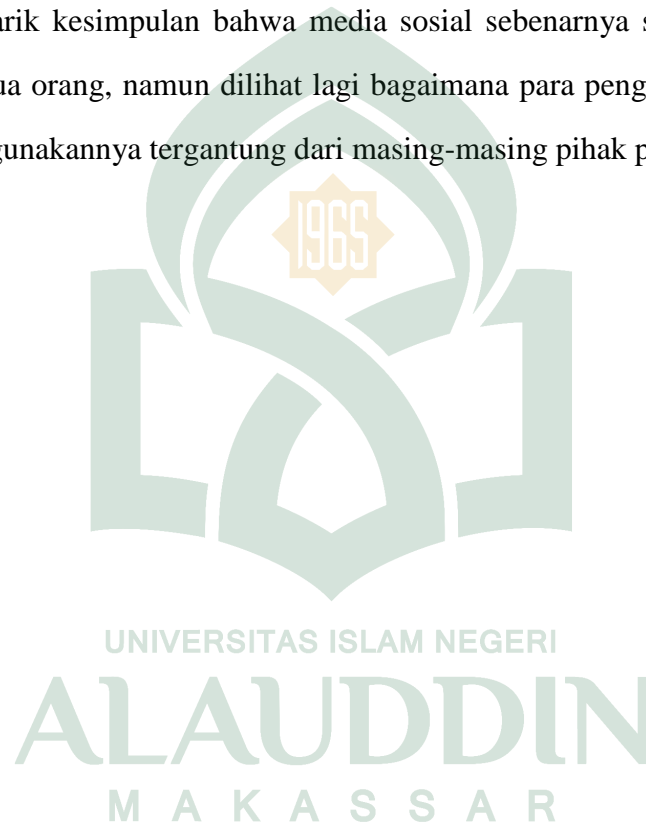 arik kesimpulan bahwa media sosial sebenarnya s
ua orang, namun dilihat lagi bagaimana para peng
gunakannya tergantung dari masing-masing pihak p
1965
UNIVERSITAS ISLAM NEGERI
ALAUDDIN
MAKASSAR